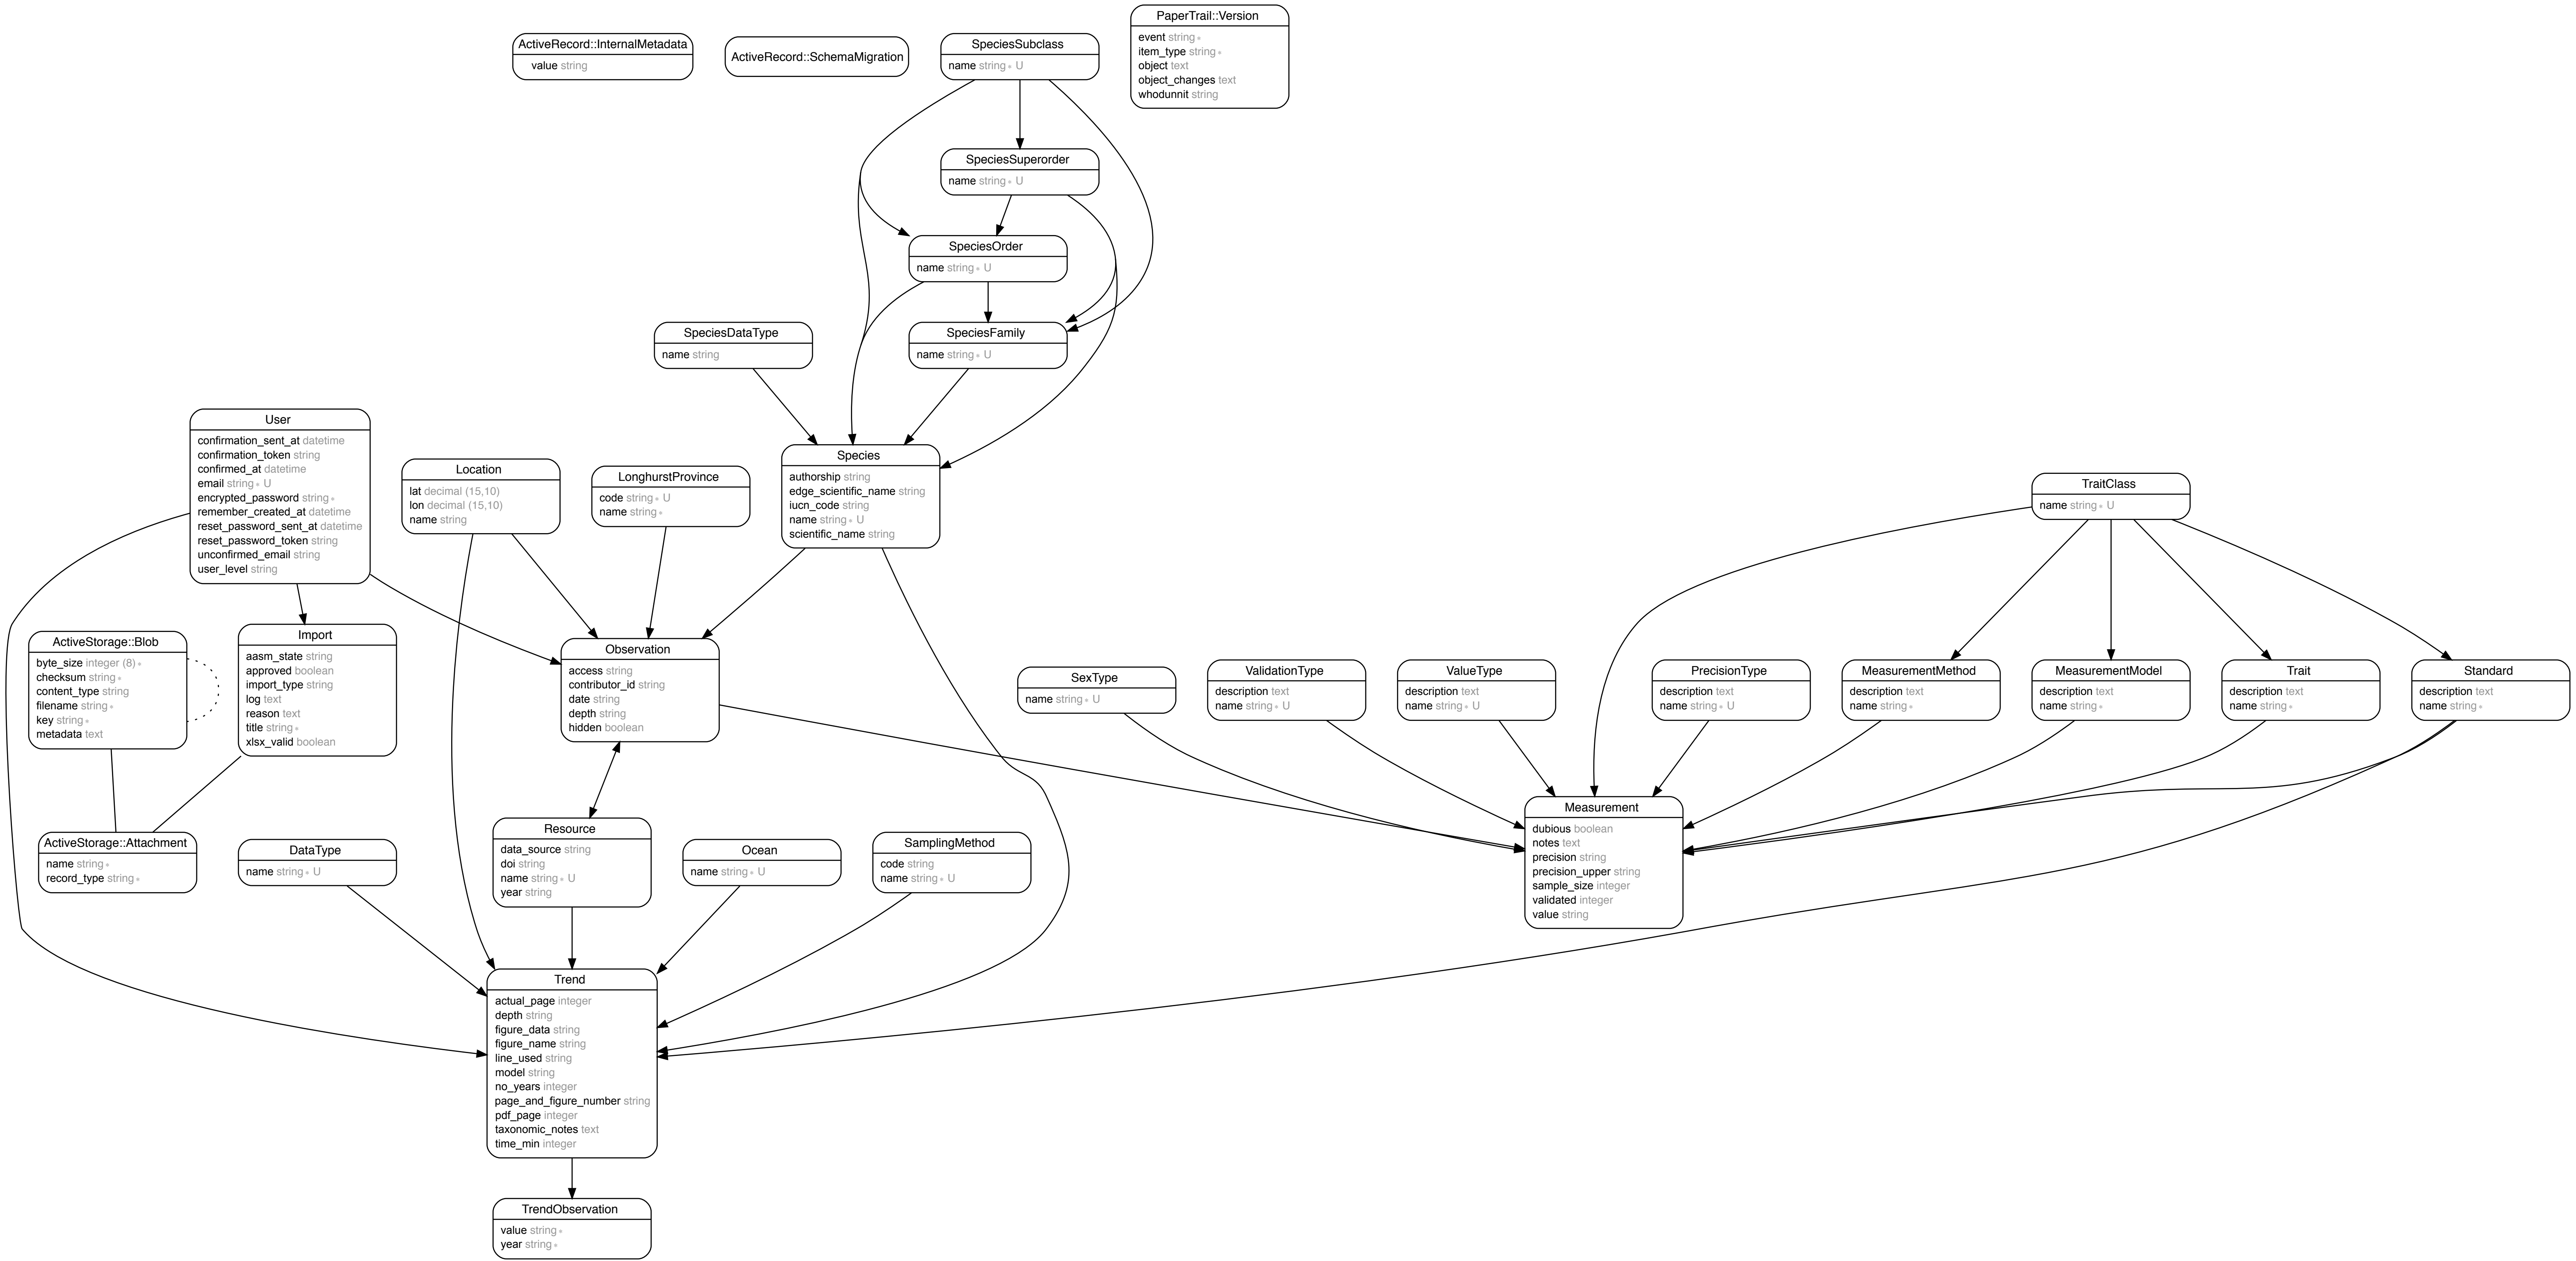 PaperTrail::Version
event string∗
item_type string∗
object text
object_changes text
whodunnit string
ActiveRecord::InternalMetadata
value string
ActiveRecord::SchemaMigration
SpeciesSubclass
name string∗ U
SpeciesSuperorder
name string∗ U
SpeciesOrder
name string∗ U
SpeciesDataType
name string
SpeciesFamily
name string∗ U
User
confirmation_sent_at datetime
confirmation_token string
confirmed_at datetime
email string∗ U
encrypted_password string∗
remember_created_at datetime
reset_password_sent_at datetime
reset_password_token string
unconfirmed_email string
user_level string
Location
lat decimal (15,10)
lon decimal (15,10)
name string
LonghurstProvince
code string∗ U
name string∗
Species
authorship string
edge_scientific_name string
iucn_code string
name string∗ U
scientific_name string
TraitClass
name string∗ U
ActiveStorage::Blob
byte_size integer (8)∗
checksum string∗
content_type string
filename string∗
key string∗
metadata text
Import
aasm_state string
approved boolean
import_type string
log text
reason text
title string∗
xlsx_valid boolean
Observation
access string
contributor_id string
date string
depth string
hidden boolean
SexType
name string∗ U
ValidationType
description text
name string∗ U
ValueType
description text
name string∗ U
PrecisionType
description text
name string∗ U
MeasurementMethod
description text
name string∗
MeasurementModel
description text
name string∗
Trait
description text
name string∗
Standard
description text
name string∗
ActiveStorage::Attachment
name string∗
record_type string∗
DataType
name string∗ U
Resource
data_source string
doi string
name string∗ U
year string
Ocean
name string∗ U
SamplingMethod
code string
name string∗ U
Measurement
dubious boolean
notes text
precision string
precision_upper string
sample_size integer
validated integer
value string
Trend
actual_page integer
depth string
figure_data string
figure_name string
line_used string
model string
no_years integer
page_and_figure_number string
pdf_page integer
taxonomic_notes text
time_min integer
TrendObservation
value string∗
year string∗